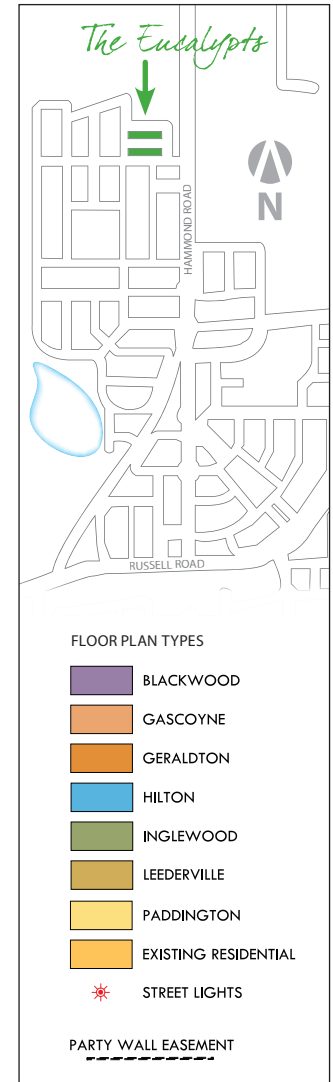 The Eucalypts
N
HAMMOND ROAD
RUSSELL ROAD
FLOOR PLAN TYPES
BLACKWOOD
GASCOYNE
GERALDTON
HILTON
INGLEWOOD
LEEDERVILLE
PADDINGTON
EXISTING RESIDENTIAL
STREET LIGHTS
PARTY WALL EASEMENT